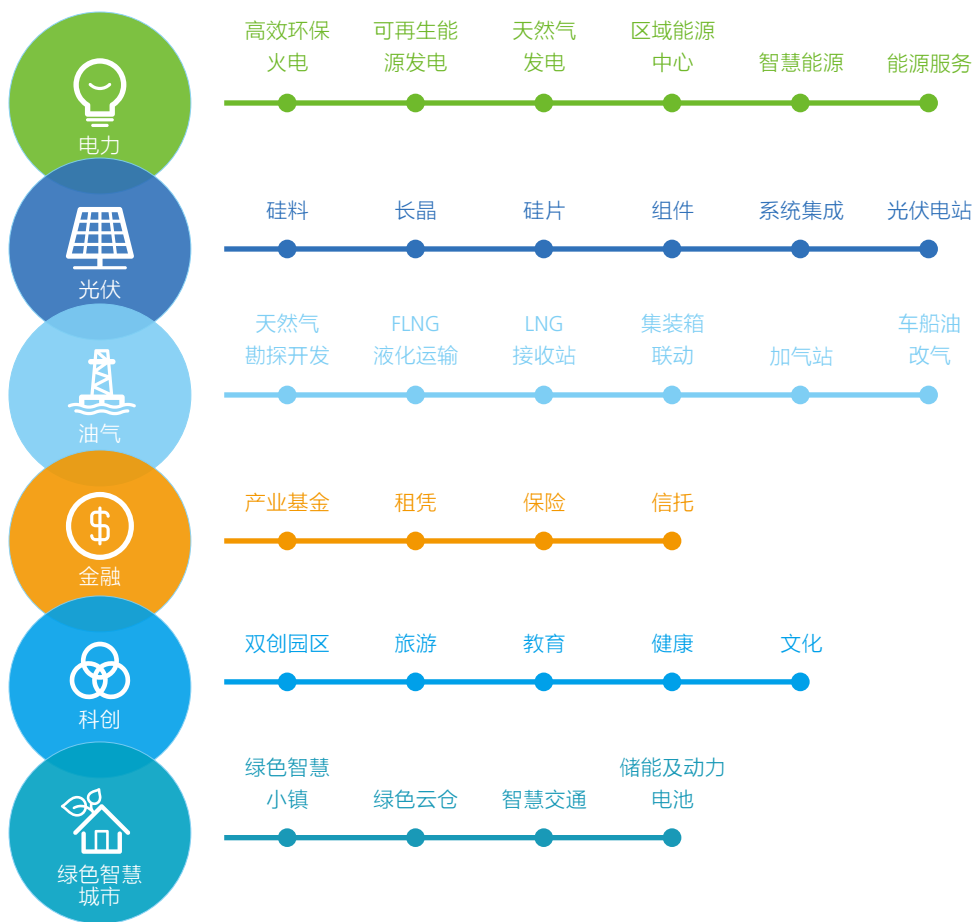 高效环保
火电
可再生能
源发电
天然气
发电
区域能源
中心
智慧能源
能源服务
电力
硅料
长晶
硅片
组件
系统集成
光伏电站
光伏
天然气
勘探开发
FLNG
液化运输
LNG
接收站
集装箱
联动
加气站
车船油
改气
油气
产业基金
租凭
保险
信托
$
金融
双创园区
旅游
教育
健康
文化
科创
绿色智慧
小镇
绿色云仓
智慧交通
储能及动力
电池
绿色智慧
城市